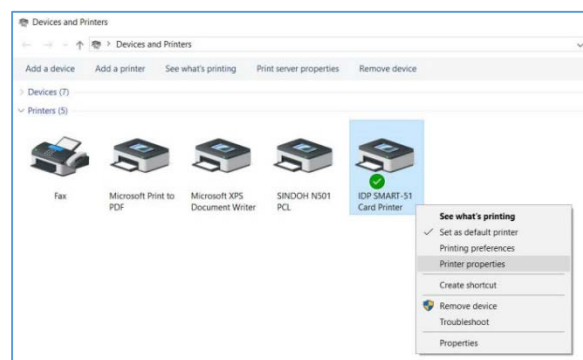 Devices and Printers
Devices and Printers
Add a device Add a printer See what's printing Print server properties Remove device
Devices (7)
Printers (5)
Fax
Microsoft Print to
PDF
Microsoft XPS
Document Writer
SINDOH N501
PCL
IDP SMART-51
Card Printer
See what's printing
Set as default printer
Printing preferences
Printer properties
Create shortcut
Remove device
Troubleshoot
Properties